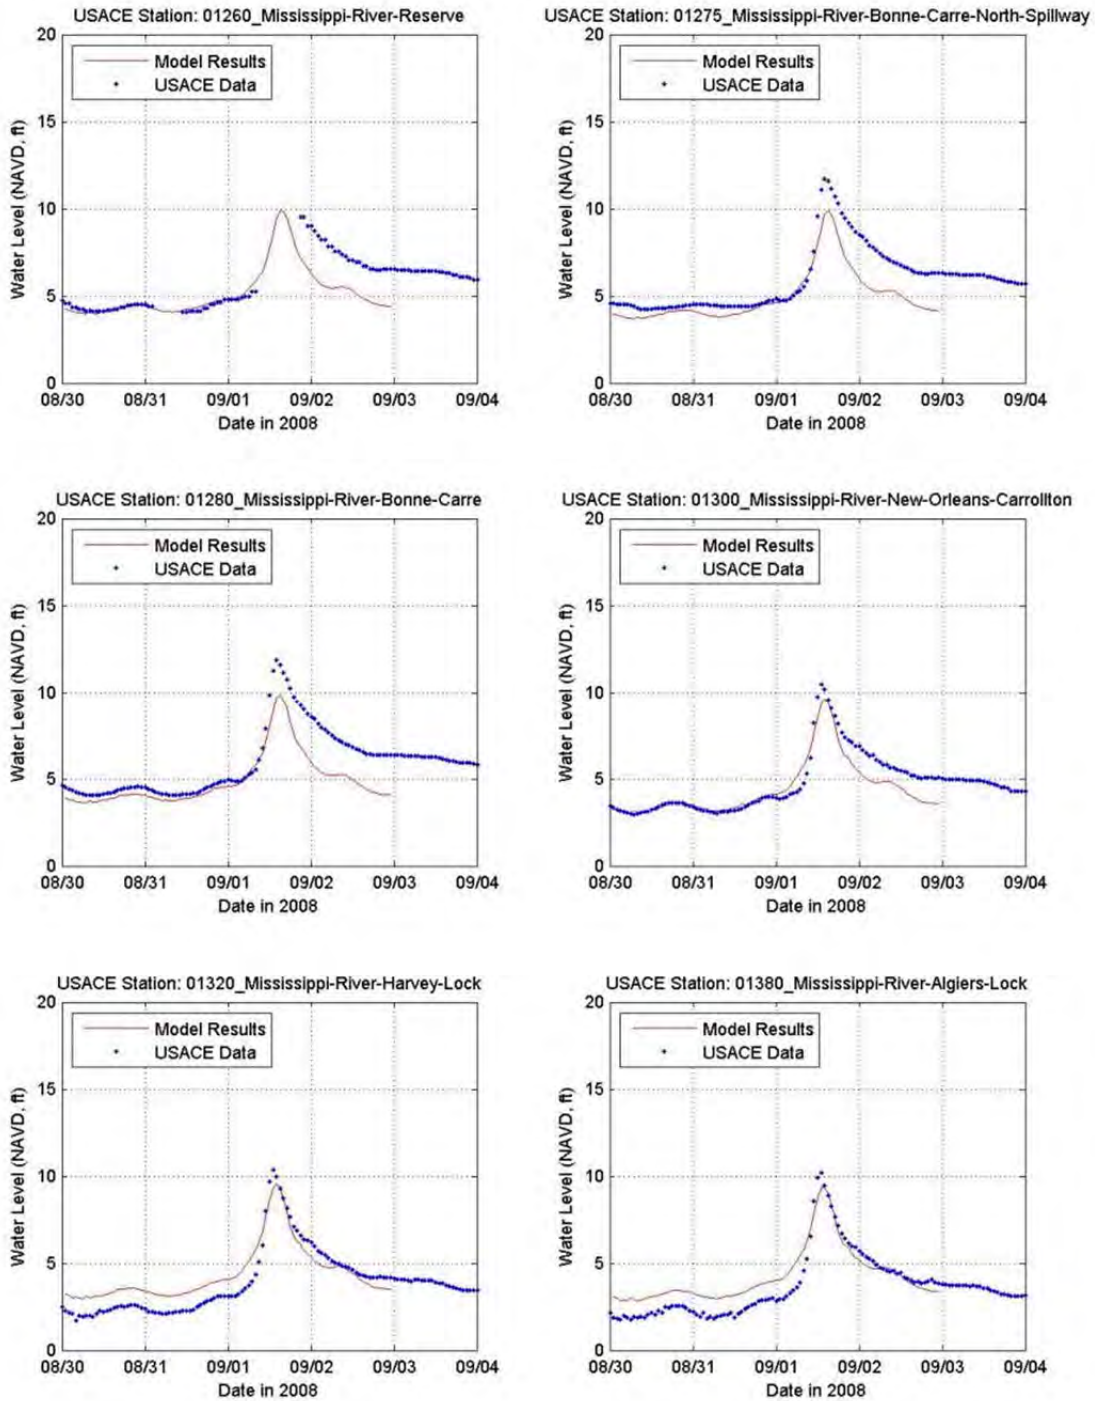 USACE Station: 01260_Mississippi-River-Reserve
20
15
10
5
0
Water Level (NAVD, ft)
Model Results
USACE Data
08/30 08/31 09/01 09/02 09/03 09/04
Date in 2008
USACE Station: 01275_Mississippi-River-Bonne-Carre-North-Spillway
20
15
10
5
0
Water Level (NAVD, ft)
Model Results
USACE Data
08/30 08/31 09/01 09/02 09/03 09/04
Date in 2008
USACE Station: 01280_Mississippi-River-Bonne-Carre
20
15
10
5
0
Water Level (NAVD, ft)
Model Results
USACE Data
08/30 08/31 09/01 09/02 09/03 09/04
Date in 2008
USACE Station: 01300_Mississippi-River-New-Orleans-Carrollton
20
15
10
5
0
Water Level (NAVD, ft)
Model Results
USACE Data
08/30 08/31 09/01 09/02 09/03 09/04
Date in 2008
USACE Station: 01320_Mississippi-River-Harvey-Lock
20
15
10
5
0
Water Level (NAVD, ft)
Model Results
USACE Data
08/30 08/31 09/01 09/02 09/03 09/04
Date in 2008
USACE Station: 01380_Mississippi-River-Algiers-Lock
20
15
10
5
0
Water Level (NAVD, ft)
Model Results
USACE Data
08/30 08/31 09/01 09/02 09/03 09/04
Date in 2008